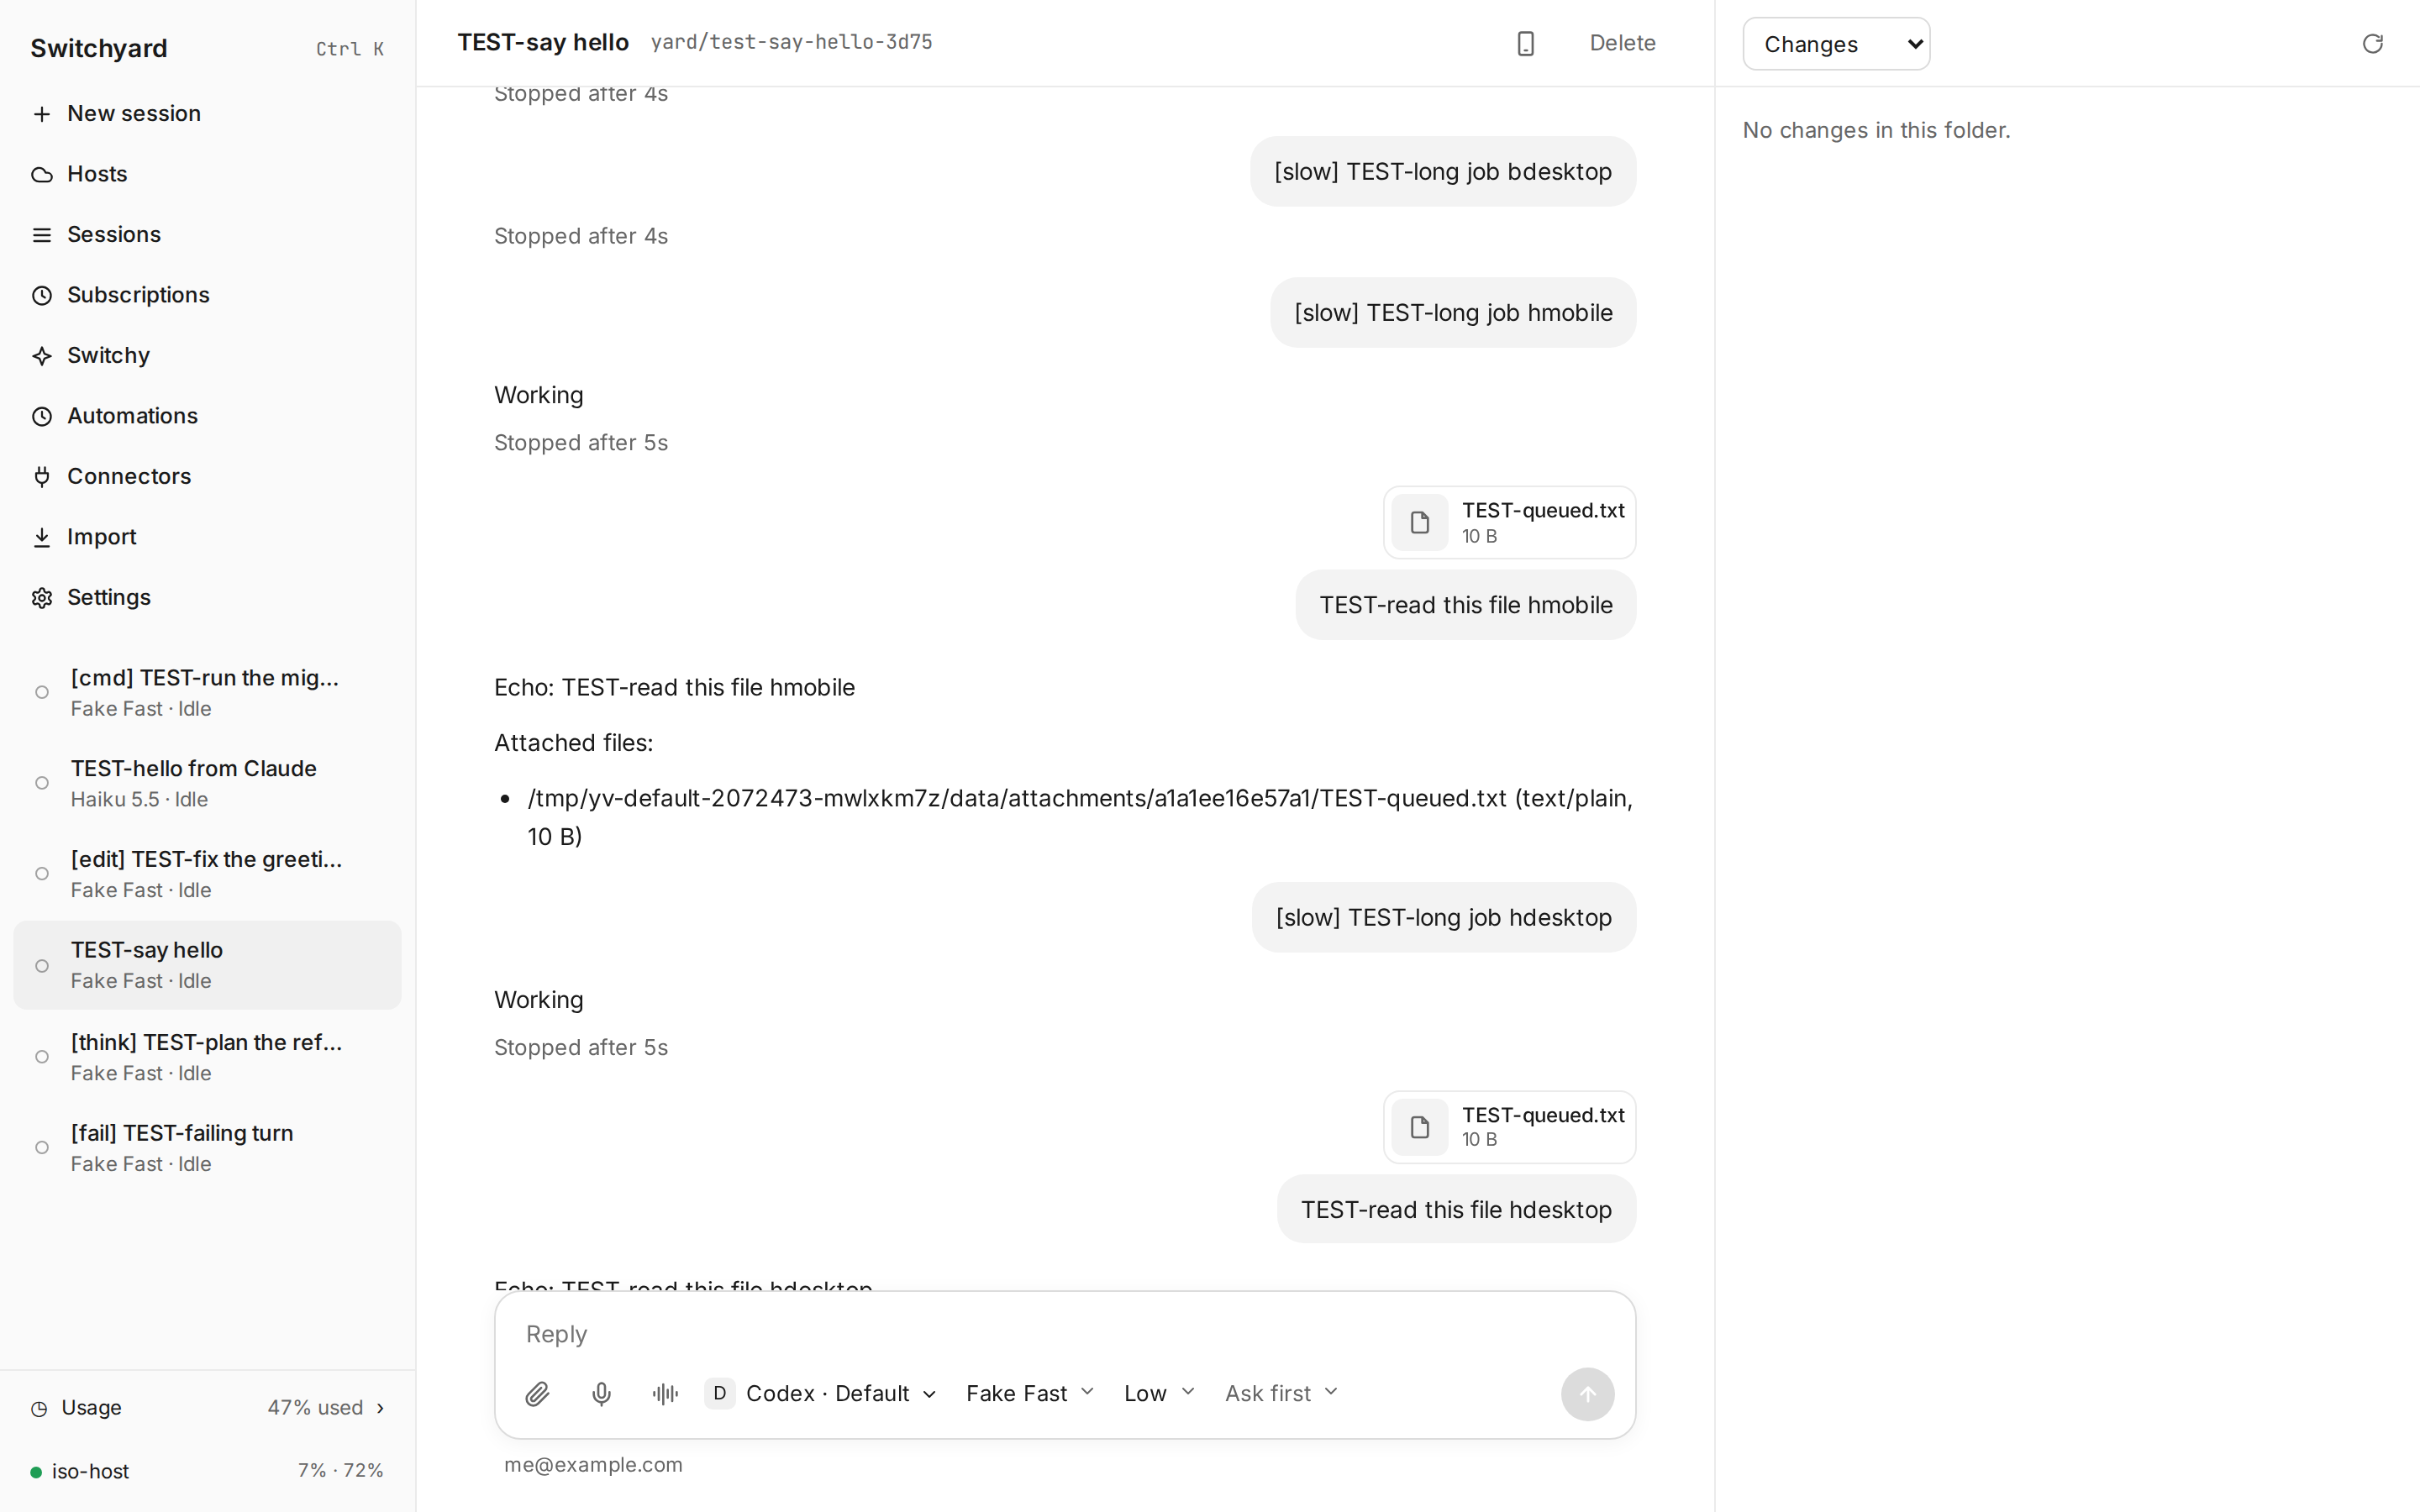 Switchyard
Ctrl K
New session
Hosts
Sessions
Subscriptions
Switchy
Automations
Connectors
Import
Settings
[cmd] TEST-run the mig...
Fake Fast · Idle
TEST-hello from Claude
Haiku 5.5 · Idle
[edit] TEST-fix the greeti...
Fake Fast · Idle
TEST-say hello
Fake Fast · Idle
[think] TEST-plan the ref...
Fake Fast · Idle
[fail] TEST-failing turn
Fake Fast · Idle
Usage
47% used
iso-host
7% · 72%
TEST-say hello
yard/test-say-hello-3d75
Delete
Stopped after 4s
[slow] TEST-long job bdesktop
Stopped after 4s
[slow] TEST-long job hmobile
Working
Stopped after 5s
TEST-queued.txt
10 B
TEST-read this file hmobile
Echo: TEST-read this file hmobile
Attached files:
• /tmp/yv-default-2072473-mwlxkm7z/data/attachments/a1a1ee16e57a1/TEST-queued.txt (text/plain,
10 B)
[slow] TEST-long job hdesktop
Working
Stopped after 5s
TEST-queued.txt
10 B
TEST-read this file hdesktop
Echo: TEST-read this file hdesktop
Reply
D
Codex · Default
Fake Fast
Low
Ask first
me@example.com
Changes
No changes in this folder.